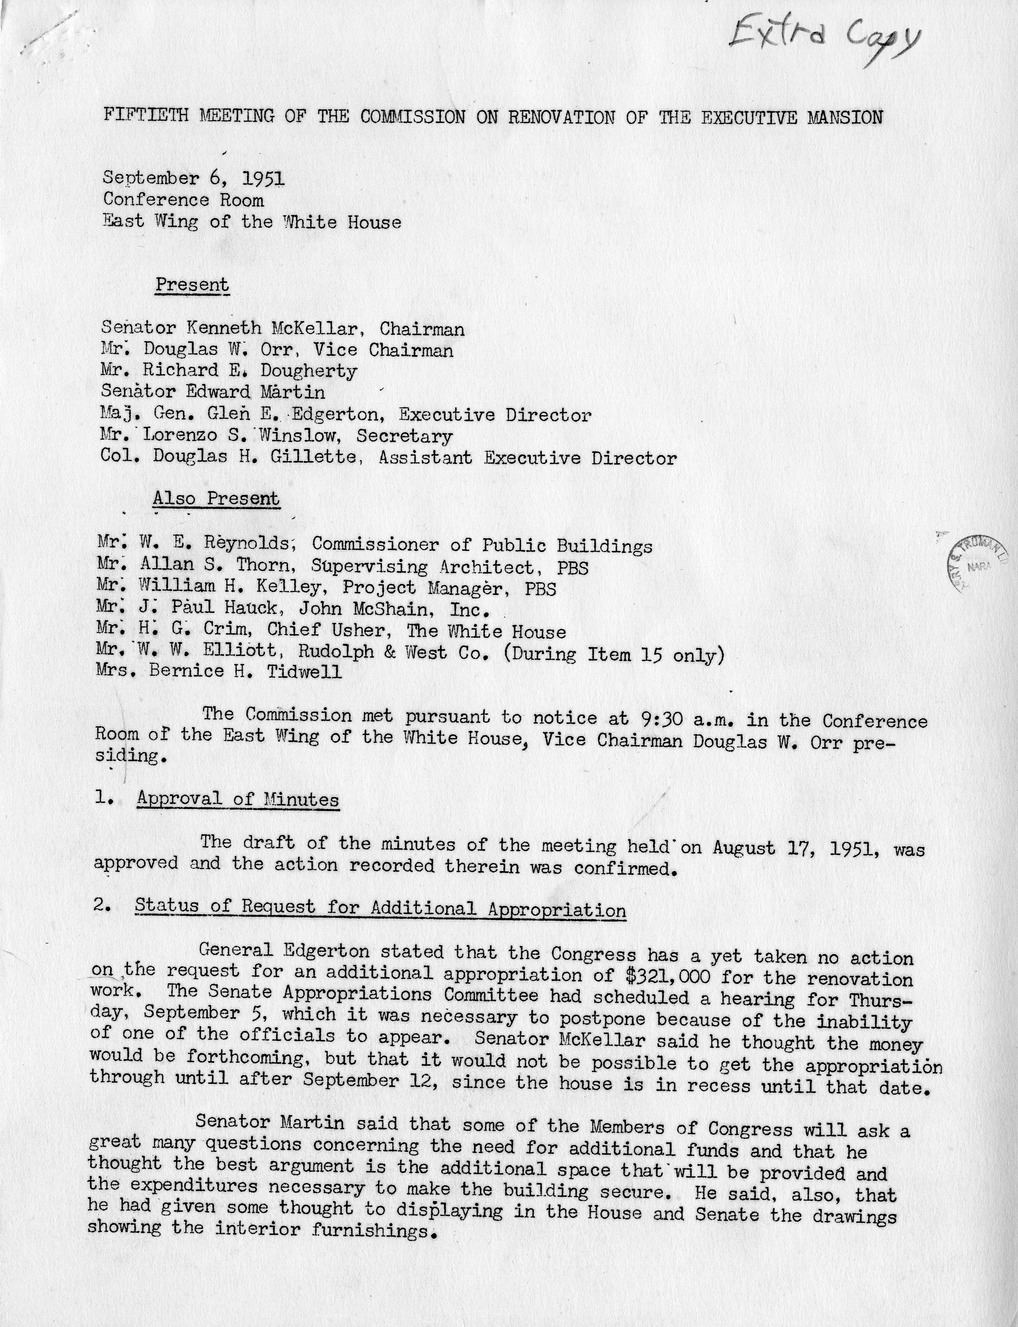 Extra Copy
FIFTIETH MEETING OF THE COMMISSION ON RENOVATION OF THE EXECUTIVE MANSION
September 6, 1951
Conference Room
East Wing of the White House
Present
Senator Kenneth McKellar, Chairman
Mr. Douglas W. Orr, Vice Chairman
Mr. Richard E. Dougherty
Senator Edward Martin
Maj. Gen. Glen E. Edgerton, Executive Director
Mr. Lorenzo S. Winslow, Secretary
Col. Douglas H. Gillette, Assistant Executive Director
Also Present
Mr. W. E. Reynolds, Commissioner of Public Buildings
Mr. Allan S. Thorn, Supervising Architect, PBS
Mr. William H. Kelley, Project Manager, PBS
Mr. J. Paul Hauck, John McShain, Inc.
Mr. H. G. Crim, Chief Usher, The White House
Mr. W. W. Elliott, Rudolph & West Co. (During Item 15 only)
Mrs. Bernice H. Tidwell
TRUMAN
NARA
The Commission met pursuant to notice at 9:30 a.m. in the Conference
Room of the East Wing of the White House, Vice Chairman Douglas W. Orr pre-
siding.
1. Approval of Minutes
The draft of the minutes of the meeting held on August 17, 1951, was
approved and the action recorded therein was confirmed.
2. Status of Request for Additional Appropriation
General Edgerton stated that the Congress has a yet taken no action
on the request for an additional appropriation of $321,000 for the renovation
work. The Senate Appropriations Committee had scheduled a hearing for Thurs-
day, September 5, which it was necessary to postpone because of the inability
of one of the officials to appear. Senator McKellar said he thought the money
would be forthcoming, but that it would not be possible to get the appropriation
through until after September 12, since the house is in recess until that date.
Senator Martin said that some of the Members of Congress will ask a
great many questions concerning the need for additional funds and that he
thought the best argument is the additional space that will be provided and
the expenditures necessary to make the building secure. He said, also, that
he had given some thought to displaying in the House and Senate the drawings
showing the interior furnishings.